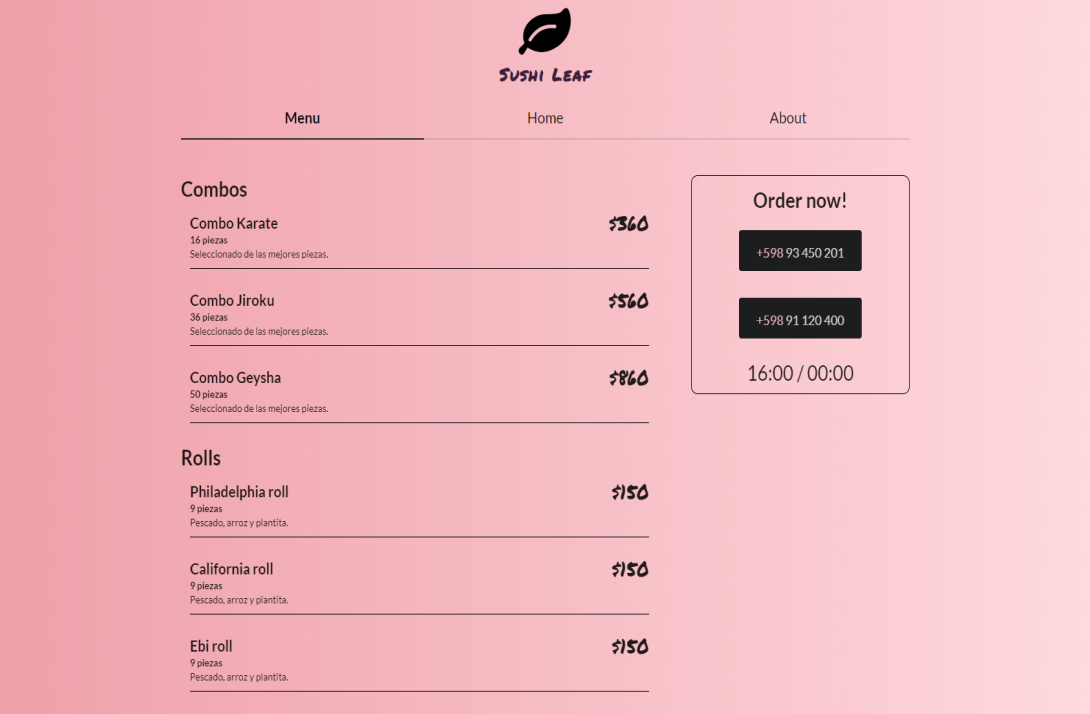 Sushi Leaf
Menu Home About
Combos
Combo Karate $360
16 piezas
Seleccionado de las mejores piezas.
Combo Jiroku $560
36 piezas
Seleccionado de las mejores piezas.
Combo Geysha $860
50 piezas
Seleccionado de las mejores piezas.
Rolls
Philadelphia roll $150
9 piezas
Pescado, arroz y plantita.
California roll $150
9 piezas
Pescado, arroz y plantita.
Ebi roll $150
9 piezas
Pescado, arroz y plantita.
Order now!
+598 93 450 201
+598 91 120 400
16:00 / 00:00